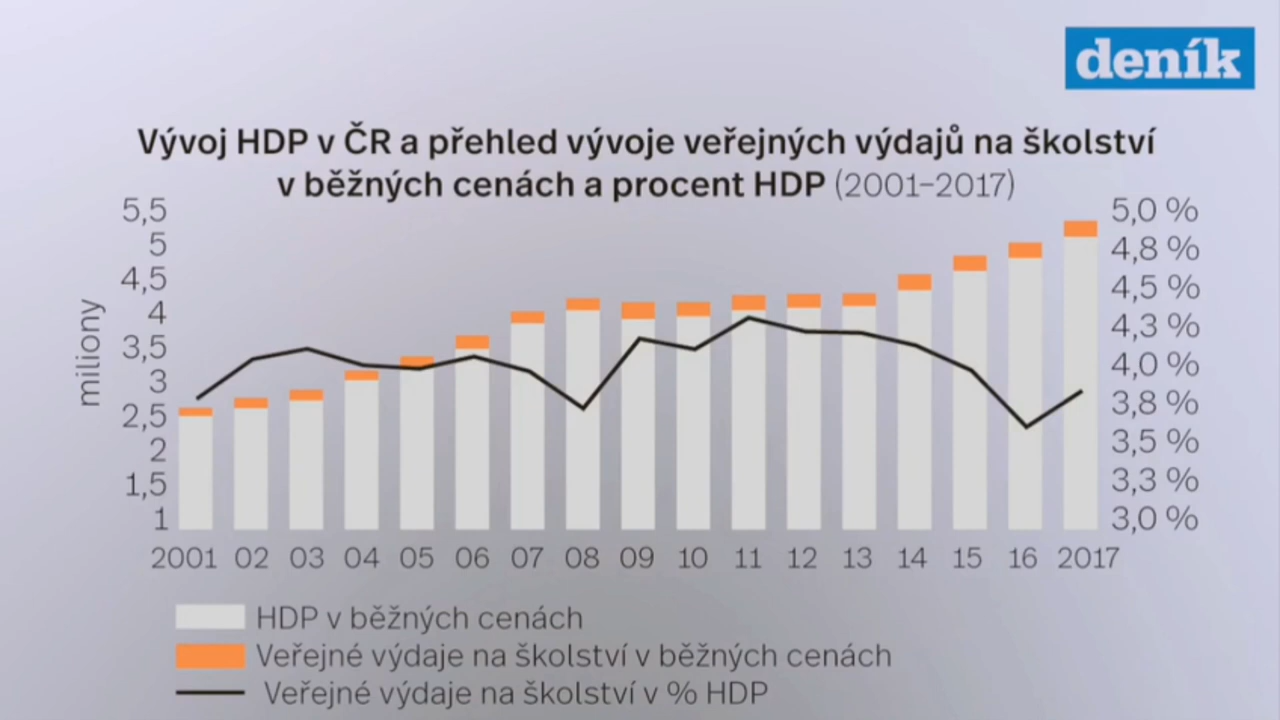 deník
Vývoj HDP v ČR a přehled vývoje veřejných výdajů na školství
v běžných cenách a procent HDP (2001–2017)
miliony
5,5
5
4,5
4
3,5
3
2,5
2
1,5
1
5,0 %
4,8 %
4,5 %
4,3 %
4,0 %
3,8 %
3,5 %
3,3 %
3,0 %
2001 02 03 04 05 06 07 08 09 10 11 12 13 14 15 16 2017
HDP v běžných cenách
Veřejné výdaje na školství v běžných cenách
Veřejné výdaje na školství v % HDP